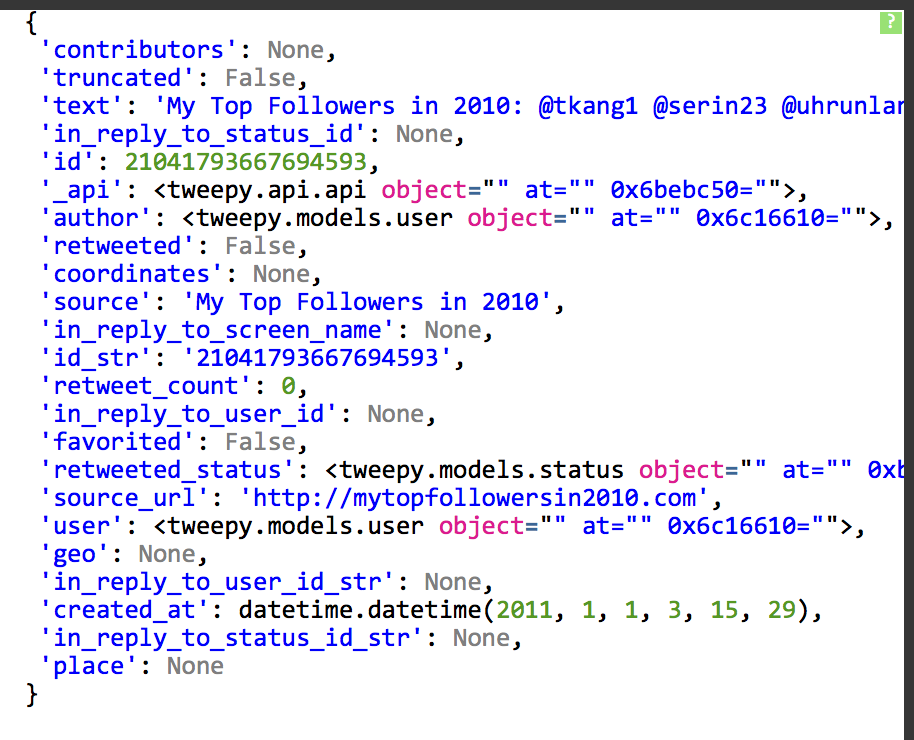 {
'contributors': None,
'truncated': False,
'text': 'My Top Followers in 2010: @tkang1 @serin23 @uhrunlan
'in_reply_to_status_id': None,
'id': 21041793667694593,
'_api': <tweepy.api.api object="" at="" 0x6bebc50="">,
'author': <tweepy.models.user object="" at="" 0x6c16610="">,
'retweeted': False,
'coordinates': None,
'source': 'My Top Followers in 2010',
'in_reply_to_screen_name': None,
'id_str': '21041793667694593',
'retweet_count': 0,
'in_reply_to_user_id': None,
'favorited': False,
'retweeted_status': <tweepy.models.status object="" at="" 0xb
'source_url': 'http://mytopfollowersin2010.com',
'user': <tweepy.models.user object="" at="" 0x6c16610="">,
'geo': None,
'in_reply_to_user_id_str': None,
'created_at': datetime.datetime(2011, 1, 1, 3, 15, 29),
'in_reply_to_status_id_str': None,
'place': None
}
?